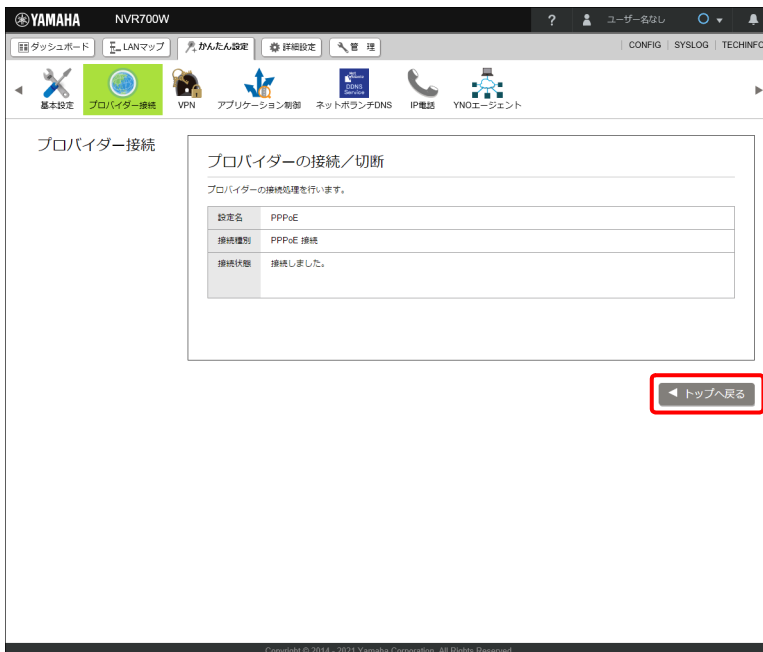 YAMAHA NVR700W ? ユーザーなし
ダッシュボード LANマップ かんたん設定 詳細設定 管 理 CONFIG SYSLOG TECHINFO
基本設定 プロバイダー接続 VPN アプリケーション制御 ネットボランチDNS IP電話 YNOエージェント
DDNS
Service
プロバイダー接続
プロバイダーの接続／切断
プロバイダーの接続処理を行います。
設定名 PPPoE
接続種別 PPPoE 接続
接続状態 接続しました。
トップへ戻る
Copyright © 2014 - 2021 Yamaha Corporation. All Rights Reserved.